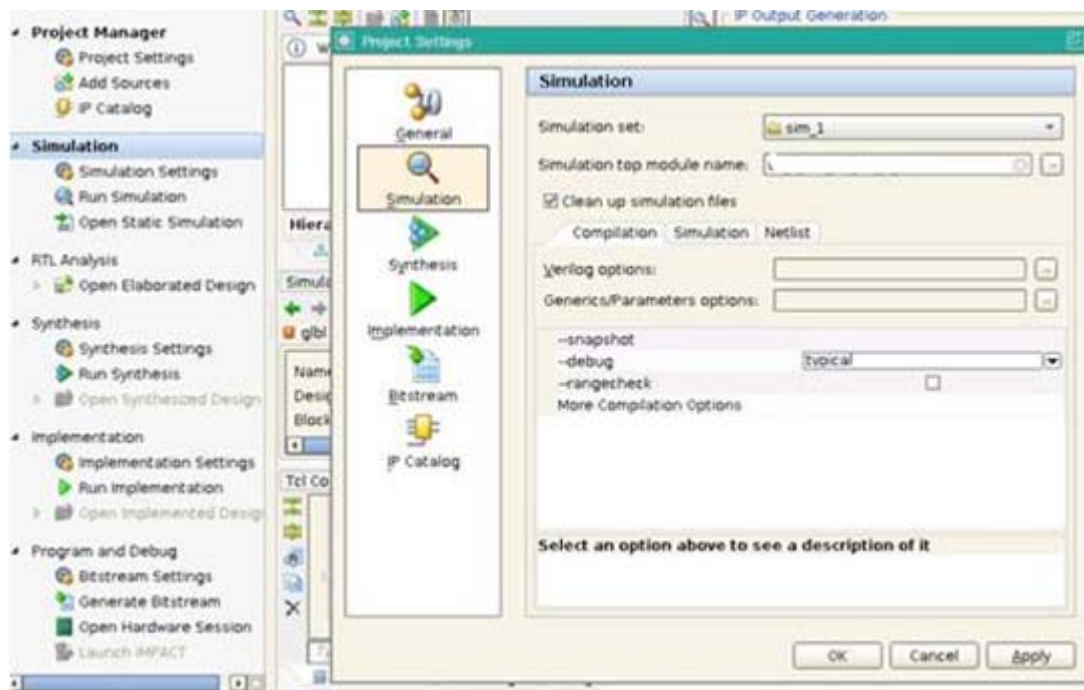 Project Manager
Project Settings
Add Sources
IP Catalog
Simulation
Simulation Settings
Run Simulation
Open Static Simulation
RTL Analysis
Open Elaborated Design
Synthesis
Synthesis Settings
Run Synthesis
Open Synthesized Design
Implementation
Implementation Settings
Run Implementation
Open Implemented Desig
Program and Debug
Bitstream Settings
Generate Bitstream
Open Hardware Session
Launch iMPACT
IP Output Generation
Hiera
Simula
glbl
Name
Desig
Block
Tcl Co
Project Settings
General
Simulation
Synthesis
Implementation
Bitstream
IP Catalog
Simulation
Simulation set: sim_1
Simulation top module name:
Clean up simulation files
Compilation Simulation Netlist
Verilog options:
Generics/Parameters options:
--snapshot
--debug typical
--rangecheck
More Compilation Options
Select an option above to see a description of it
OK Cancel Apply